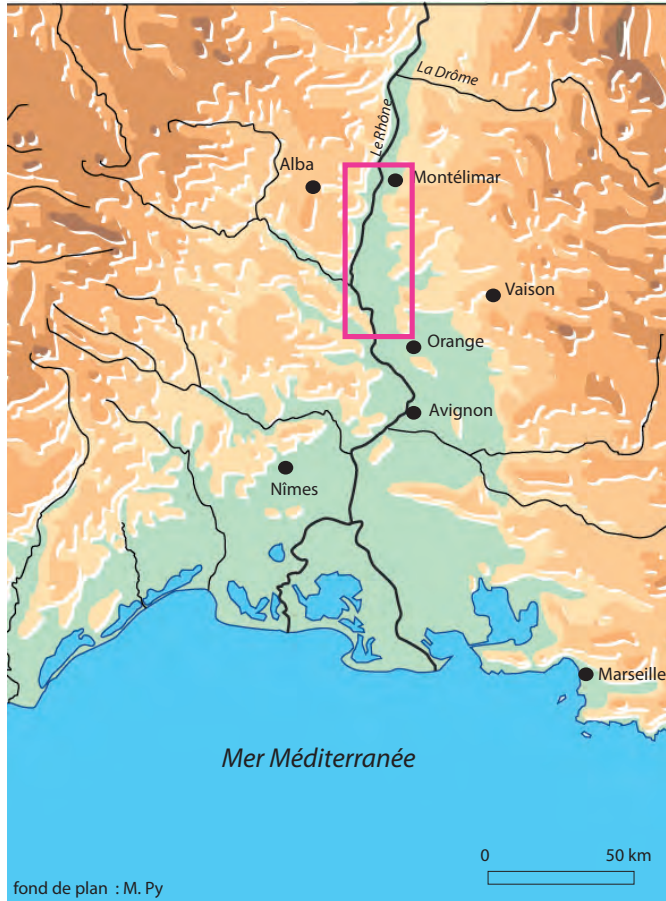 La Drôme
Le Rhône
Alba
Montélimar
Vaison
Orange
Avignon
Nîmes
Marseille
Mer Méditerranée
0 50 km
fond de plan : M. Py